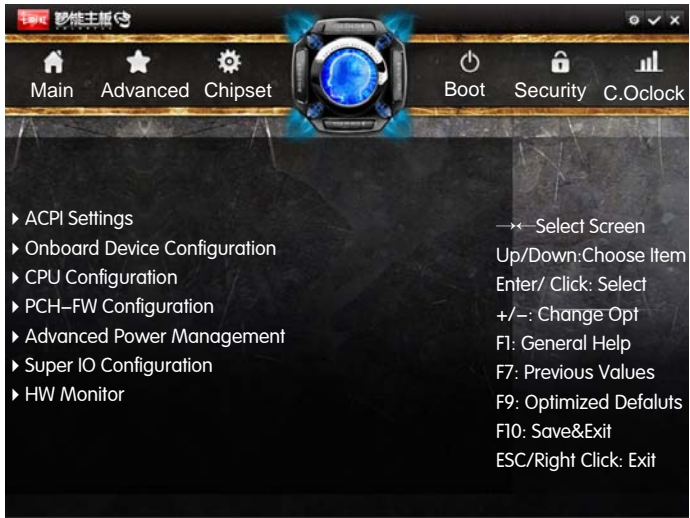 七彩虹 智能主板
Main
Advanced
Chipset
Boot
Security
C.Oclock
ACPI Settings
Onboard Device Configuration
CPU Configuration
PCH–FW Configuration
Advanced Power Management
Super IO Configuration
HW Monitor
→←—Select Screen
Up/Down:Choose Item
Enter/ Click: Select
+/–: Change Opt
F1: General Help
F7: Previous Values
F9: Optimized Defaluts
F10: Save&Exit
ESC/Right Click: Exit